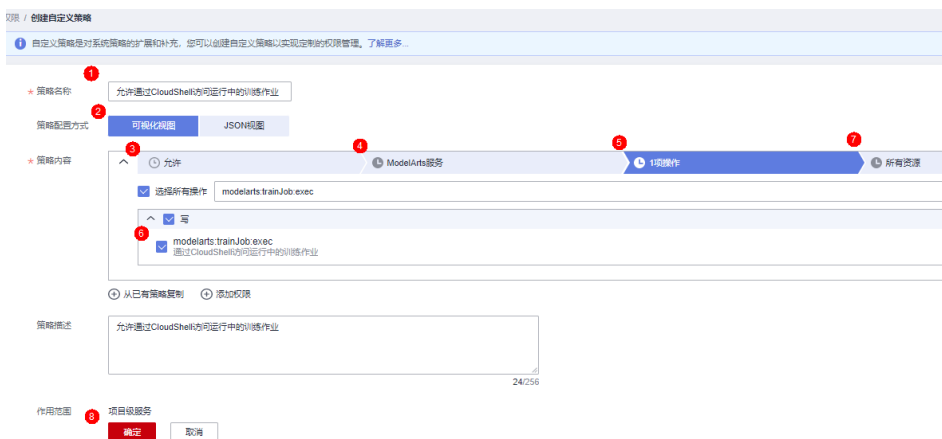 权限 / 创建自定义策略
自定义策略是对系统策略的扩展和补充，您可以创建自定义策略以实现定制的权限管理。了解更多...
1
* 策略名称 允许通过CloudShell访问运行中的训练作业
2
策略配置方式 可视化视图 JSON视图
3 4 5 7
* 策略内容 允许 ModelArts服务 1项操作 所有资源
选择所有操作 modelarts:trainJob:exec
写
6
modelarts:trainJob:exec
通过CloudShell访问运行中的训练作业
从已有策略复制 添加权限
策略描述 允许通过CloudShell访问运行中的训练作业
24/256
作用范围 项目级服务
8
确定 取消